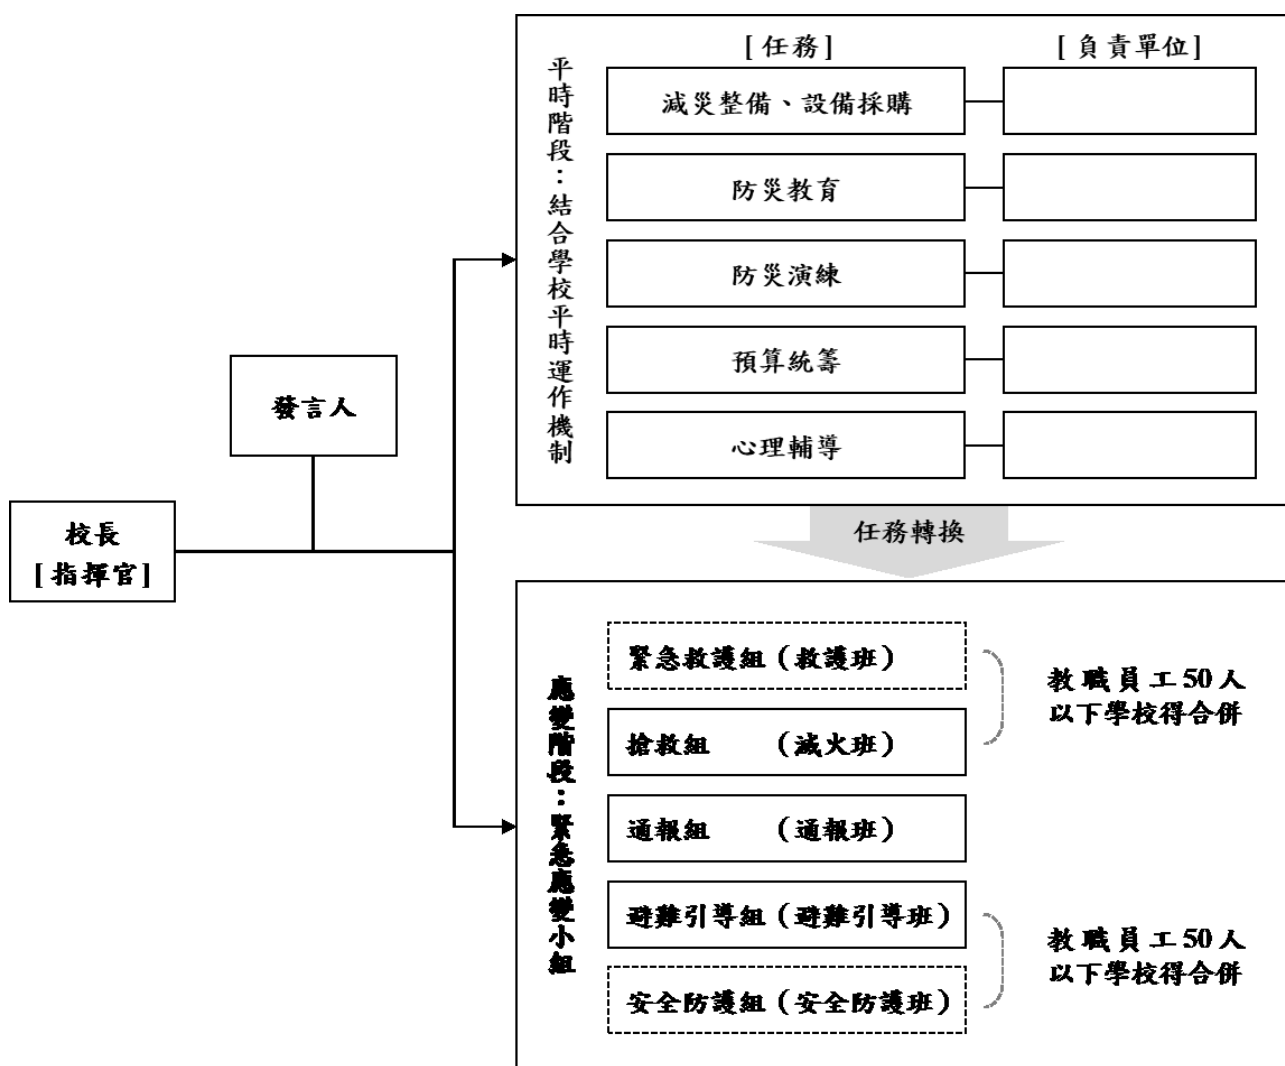 [任務]
[負責單位]
平時階段：結合學校平時運作機制
減災整備、設備採購
防災教育
防災演練
預算統籌
心理輔導
發言人
校長
[指揮官]
任務轉換
應變階段：緊急應變小組
緊急救護組（救護班）
搶救組　　（滅火班）
通報組　　（通報班）
避難引導組（避難引導班）
安全防護組（安全防護班）
教職員工50人
以下學校得合併
教職員工50人
以下學校得合併